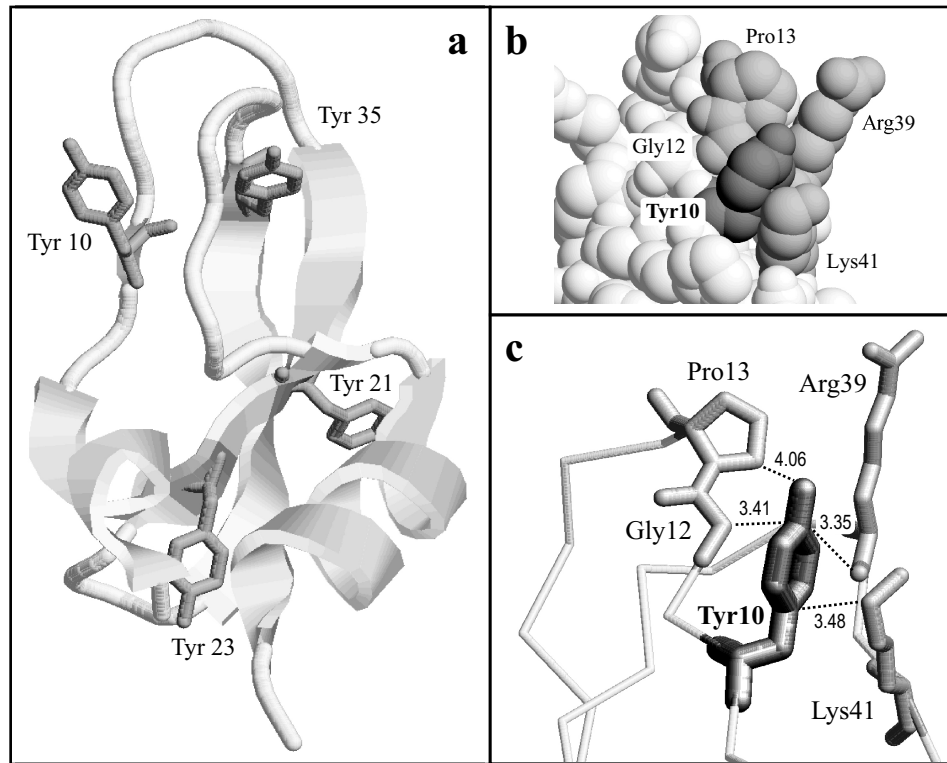 a
Tyr 35
Tyr 10
Tyr 21
Tyr 23
b
Pro13
Arg39
Gly12
Tyr10
Lys41
c
Pro13
Arg39
4.06
3.41
3.35
Gly12
Tyr10
3.48
Lys41